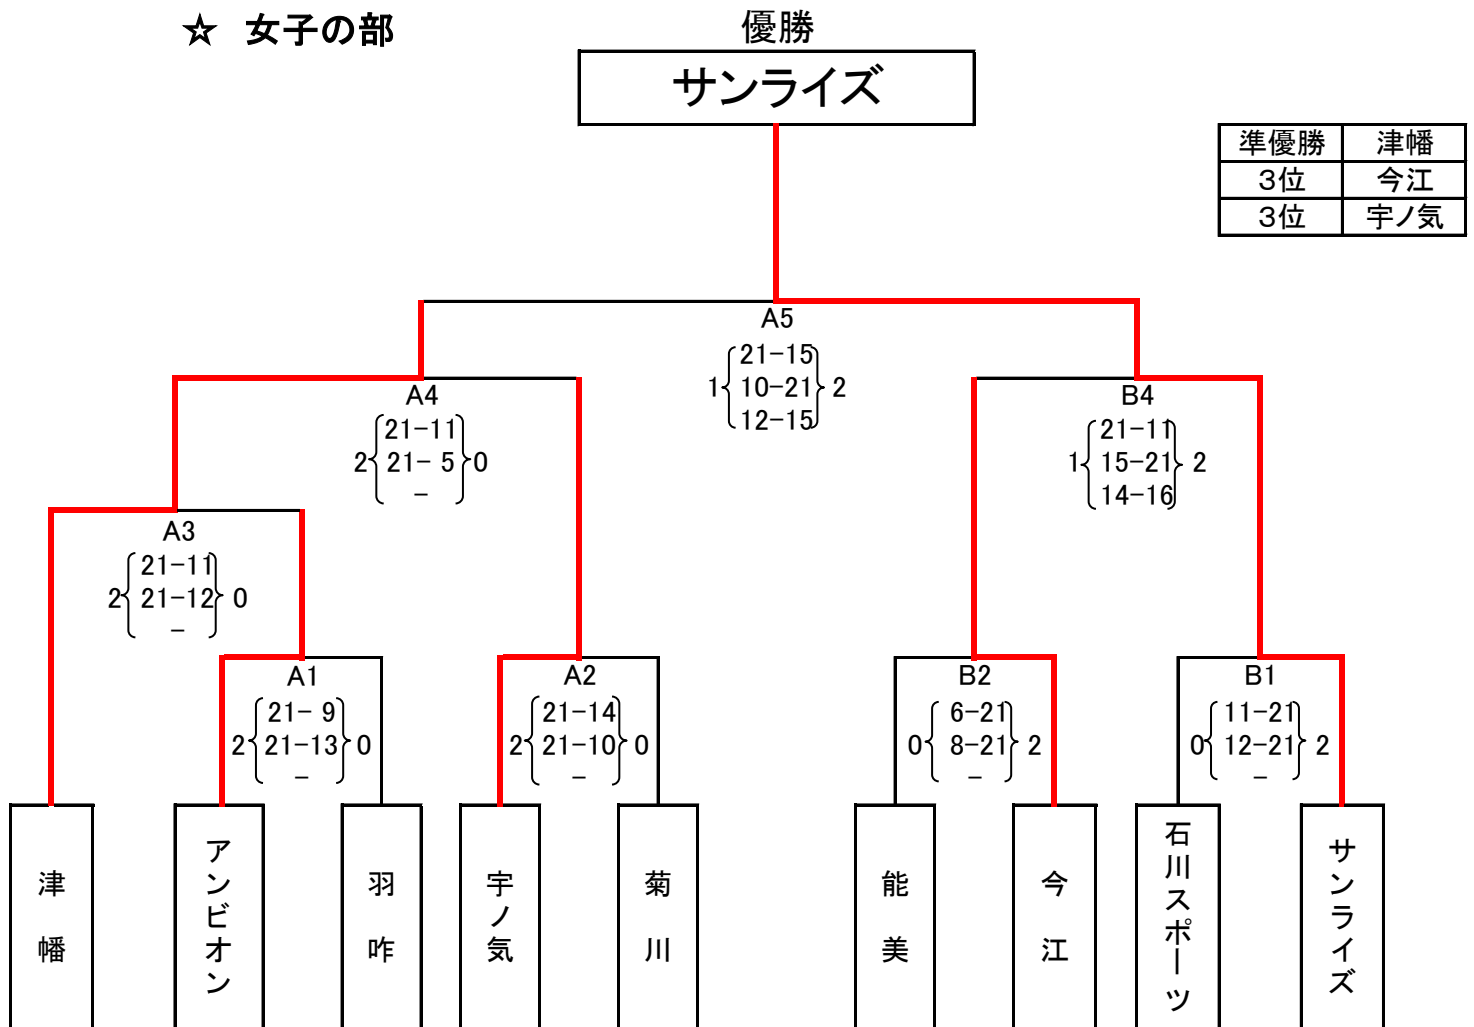 ☆ 女子の部
優勝
サンライズ
準優勝 津幡
3位 今江
3位 宇ノ気
A5
21-15
1 10-21 2
12-15
A4
21-11
2 21- 5 0
-
B4
21-11
1 15-21 2
14-16
A3
21-11
2 21-12 0
-
A1
21- 9
2 21-13 0
-
A2
21-14
2 21-10 0
-
B2
6-21
0 8-21 2
-
B1
11-21
0 12-21 2
-
津幡
アンビオン
羽咋
宇ノ気
菊川
能美
今江
石川スポーツ
サンライズ